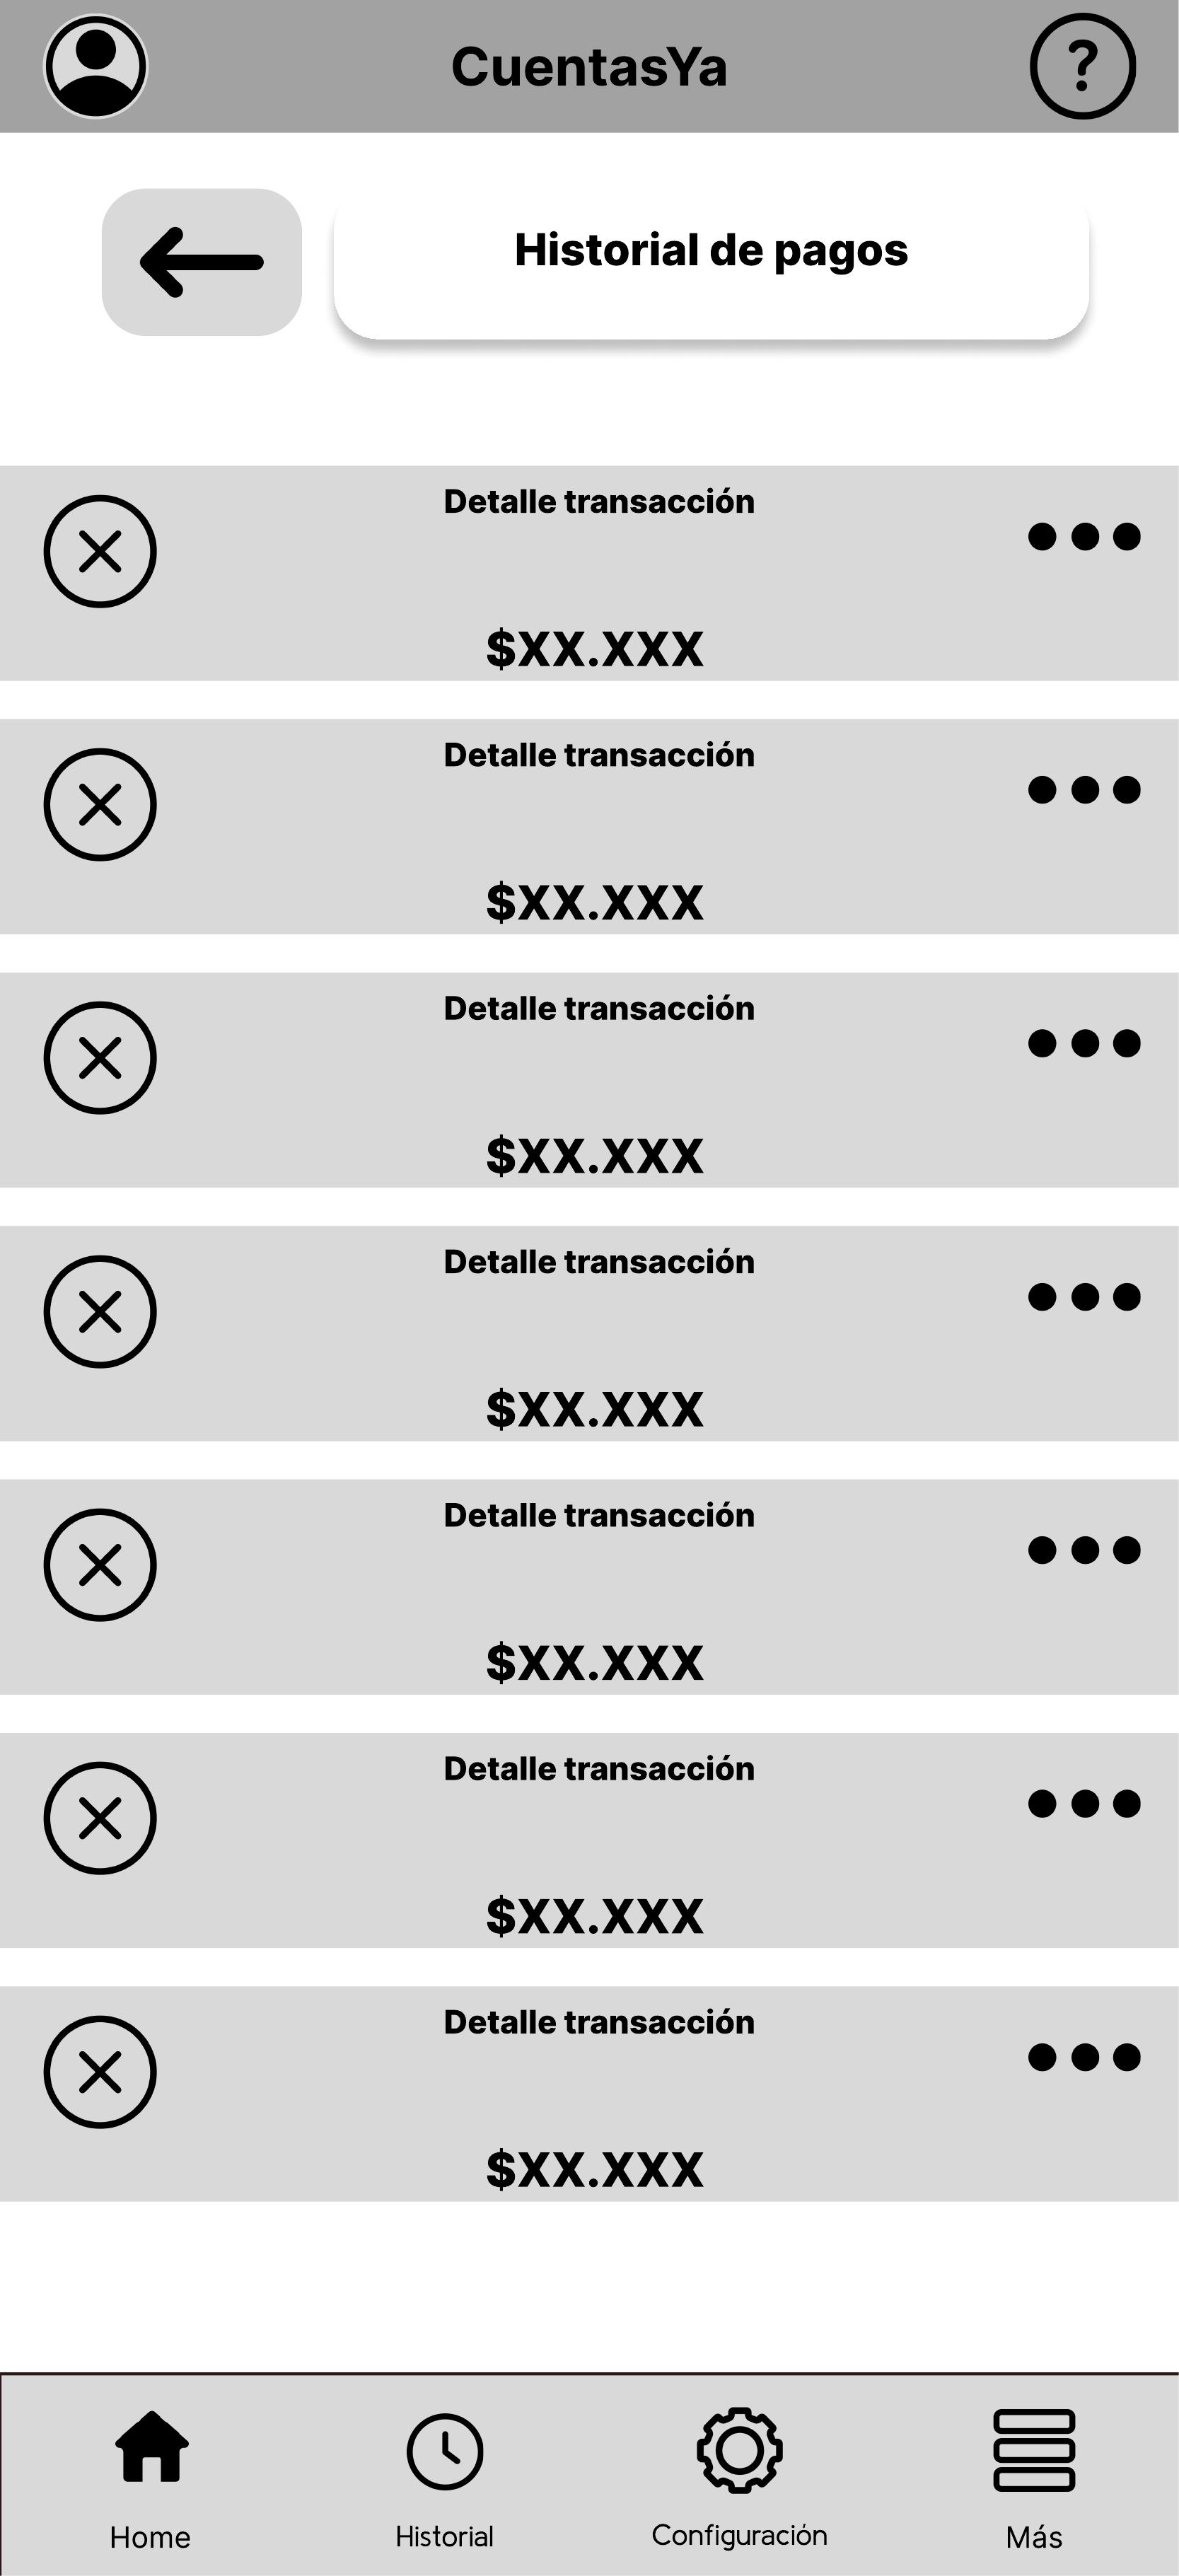 CuentasYa
?
Historial de pagos
Detalle transacción
$XX.XXX
Detalle transacción
$XX.XXX
Detalle transacción
$XX.XXX
Detalle transacción
$XX.XXX
Detalle transacción
$XX.XXX
Detalle transacción
$XX.XXX
Detalle transacción
$XX.XXX
Home
Historial
Configuración
Más